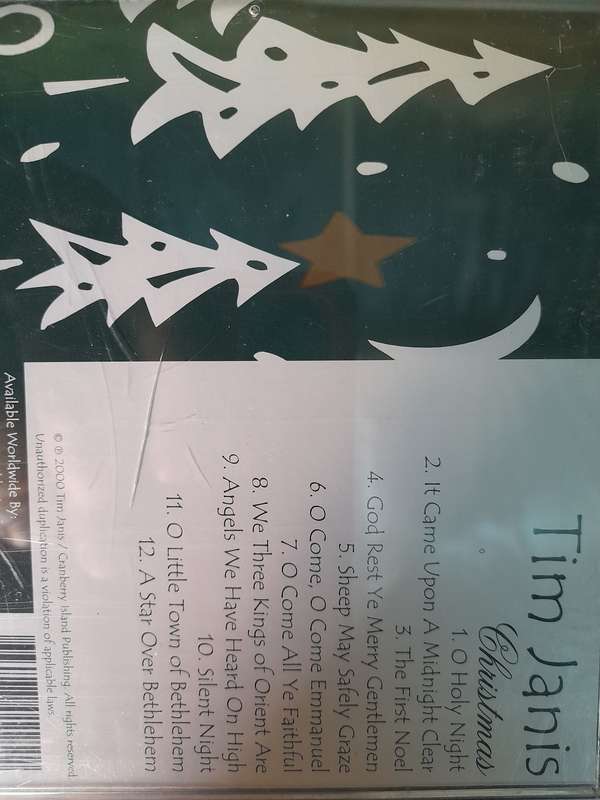 Tim Janis
Christmas
1. O Holy Night
2. It Came Upon A Midnight Clear
3. The First Noel
4. God Rest Ye Merry Gentlemen
5. Sheep May Safely Graze
6. O Come, O Come Emmanuel
7. O Come All Ye Faithful
8. We Three Kings of Orient Are
9. Angels We Have Heard On High
10. Silent Night
11. O Little Town of Bethlehem
12. A Star Over Bethlehem
© ℗ 2000 Tim Janis / Cranberry Island Publishing. All rights reserved.
Unauthorized duplication is a violation of applicable laws.
Available Worldwide By: